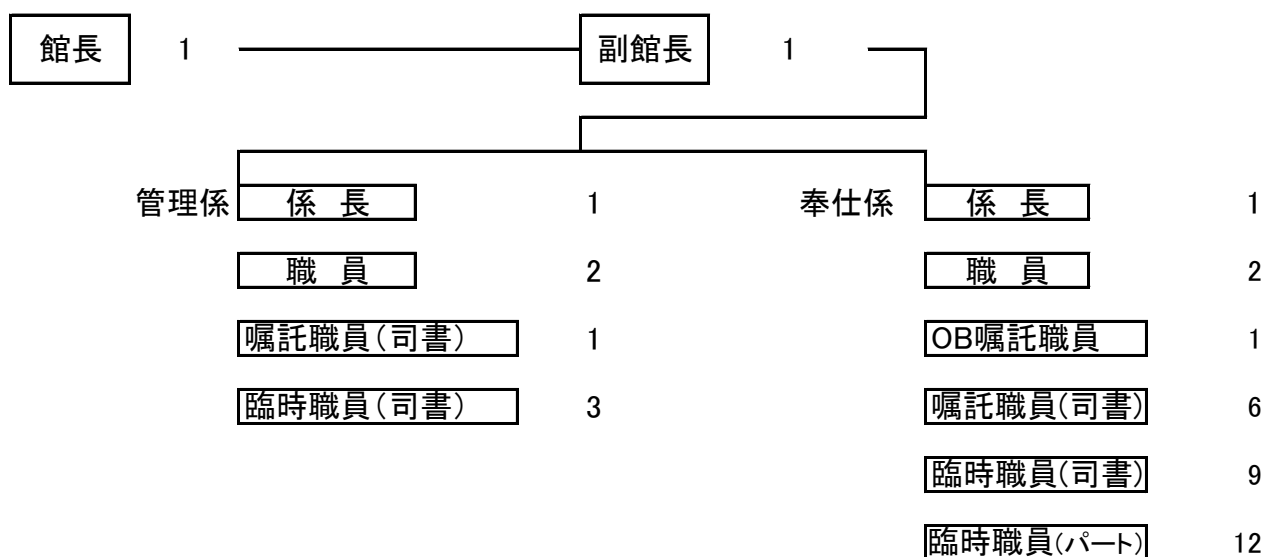 館長 1 副館長 1
管理係 係 長 1 奉仕係 係 長 1
職 員 2 職 員 2
嘱託職員(司書) 1 OB嘱託職員 1
臨時職員(司書) 3 嘱託職員(司書) 6
臨時職員(司書) 9
臨時職員(パート) 12